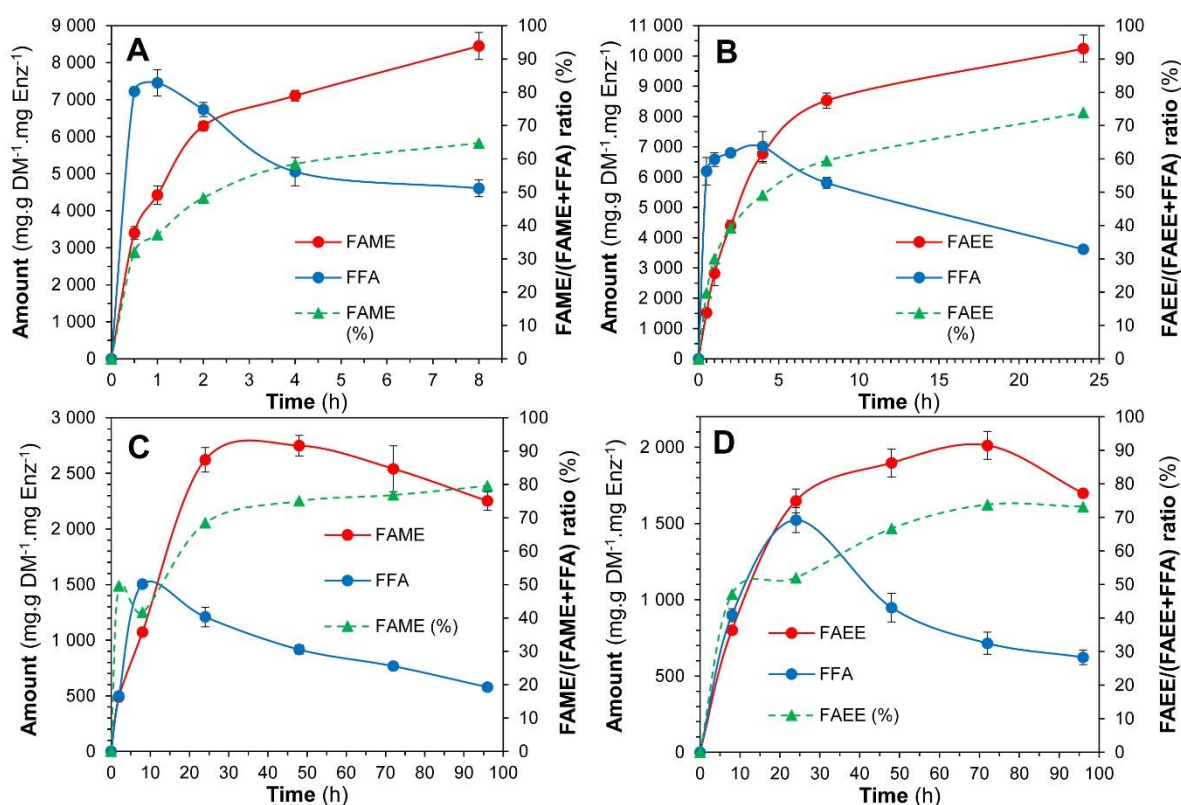 A
Amount (mg.g DM⁻¹.mg Enz⁻¹)
9 000
8 000
7 000
6 000
5 000
4 000
3 000
2 000
1 000
0
FAME
FFA
FAME
(%)
100
90
80
70
60
50
40
30
20
10
0
FAME/(FAME+FFA) ratio (%)
0 1 2 3 4 5 6 7 8
Time (h)
B
Amount (mg.g DM⁻¹.mg Enz⁻¹)
11 000
10 000
9 000
8 000
7 000
6 000
5 000
4 000
3 000
2 000
1 000
0
FAEE
FFA
FAEE
(%)
100
90
80
70
60
50
40
30
20
10
0
FAEE/(FAEE+FFA) ratio (%)
0 5 10 15 20 25
Time (h)
C
Amount (mg.g DM⁻¹.mg Enz⁻¹)
3 000
2 500
2 000
1 500
1 000
500
0
FAME
FFA
FAME (%)
100
90
80
70
60
50
40
30
20
10
0
FAME/(FAME+FFA) ratio (%)
0 10 20 30 40 50 60 70 80 90 100
Time (h)
D
Amount (mg.g DM⁻¹.mg Enz⁻¹)
2 000
1 500
1 000
500
0
FAEE
FFA
FAEE (%)
100
90
80
70
60
50
40
30
20
10
0
FAEE/(FAEE+FFA) ratio (%)
0 10 20 30 40 50 60 70 80 90 100
Time (h)